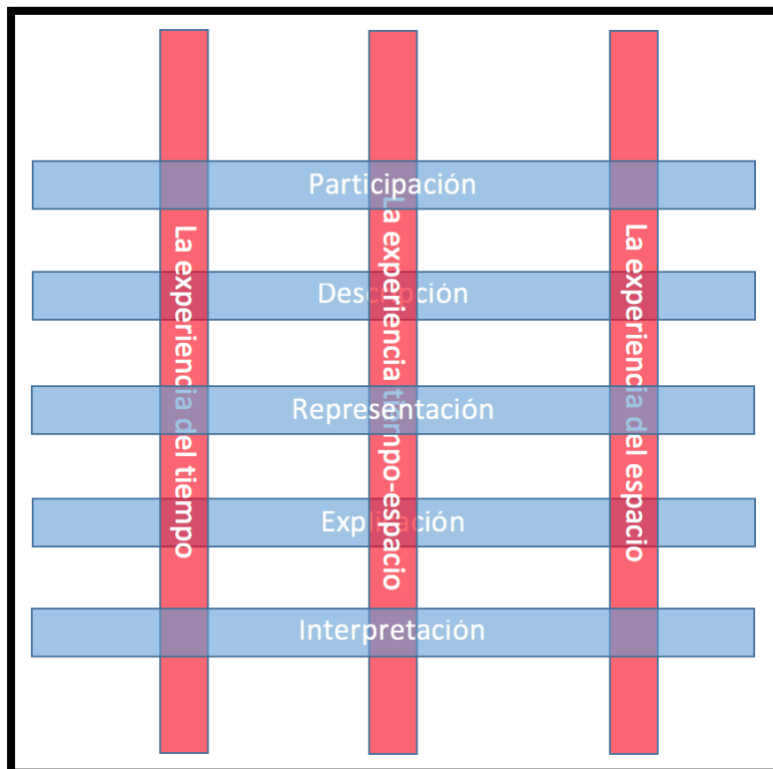 Participación
Descripción
Representación
Explicación
Interpretación
La experiencia del tiempo
La experiencia tiempo-espacio
La experiencia del espacio